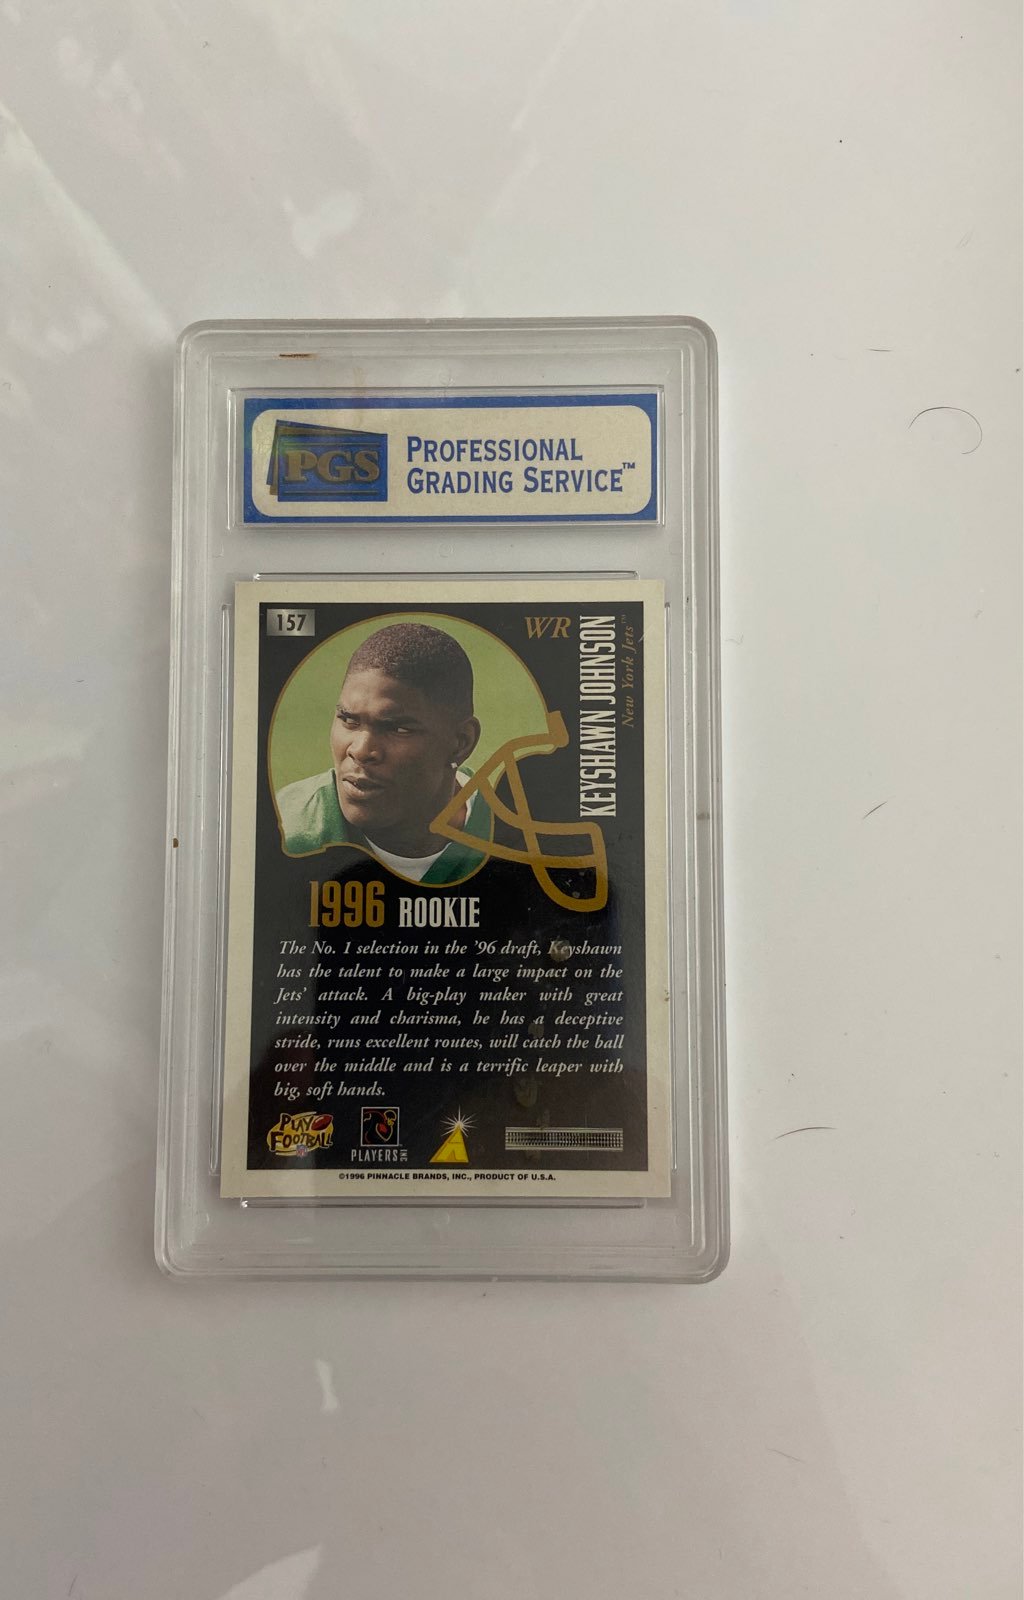 PGS
PROFESSIONAL
GRADING SERVICE™
157
WR
KEYSHAWN JOHNSON
New York Jets™
1996 ROOKIE
The No. 1 selection in the '96 draft, Keyshawn
has the talent to make a large impact on the
Jets' attack. A big-play maker with great
intensity and charisma, he has a deceptive
stride, runs excellent routes, will catch the ball
over the middle and is a terrific leaper with
big, soft hands.
PLAY
FOOTBALL
PLAYERS INC
©1996 PINNACLE BRANDS, INC., PRODUCT OF U.S.A.